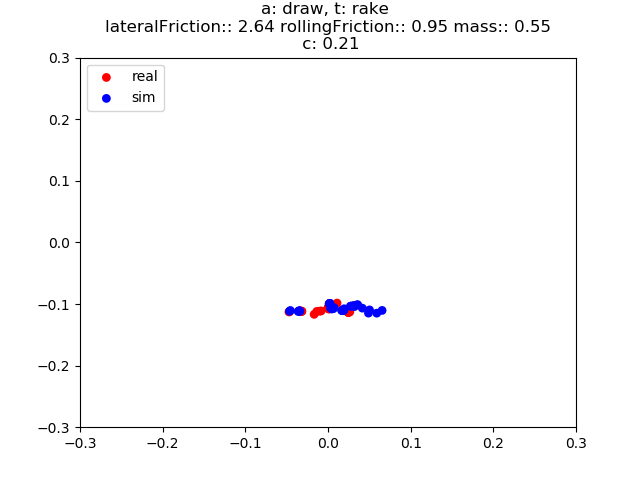 a: draw, t: rake
lateralFriction:: 2.64 rollingFriction:: 0.95 mass:: 0.55
c: 0.21
real
sim
0.3
0.2
0.1
0.0
−0.1
−0.2
−0.3
−0.3
−0.2
−0.1
0.0
0.1
0.2
0.3